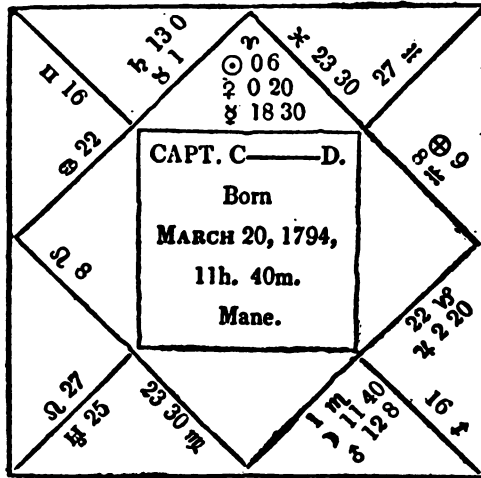 ♊ 16
♄ 13 0
♉ 1
♈
☉ 0 6
♀ 0 20
☿ 18 30
♓ 23 30
27 ♒
♋ 22
⊕ 9
8 ♒
CAPT. C——D.
Born
MARCH 20, 1794,
11h. 40m.
Mane.
♌ 8
22 ♑
♃ 2 20
♌ 27
♅ 25
23 30 ♍
1 ♏
☽ 11 40
♂ 12 8
16 ♐